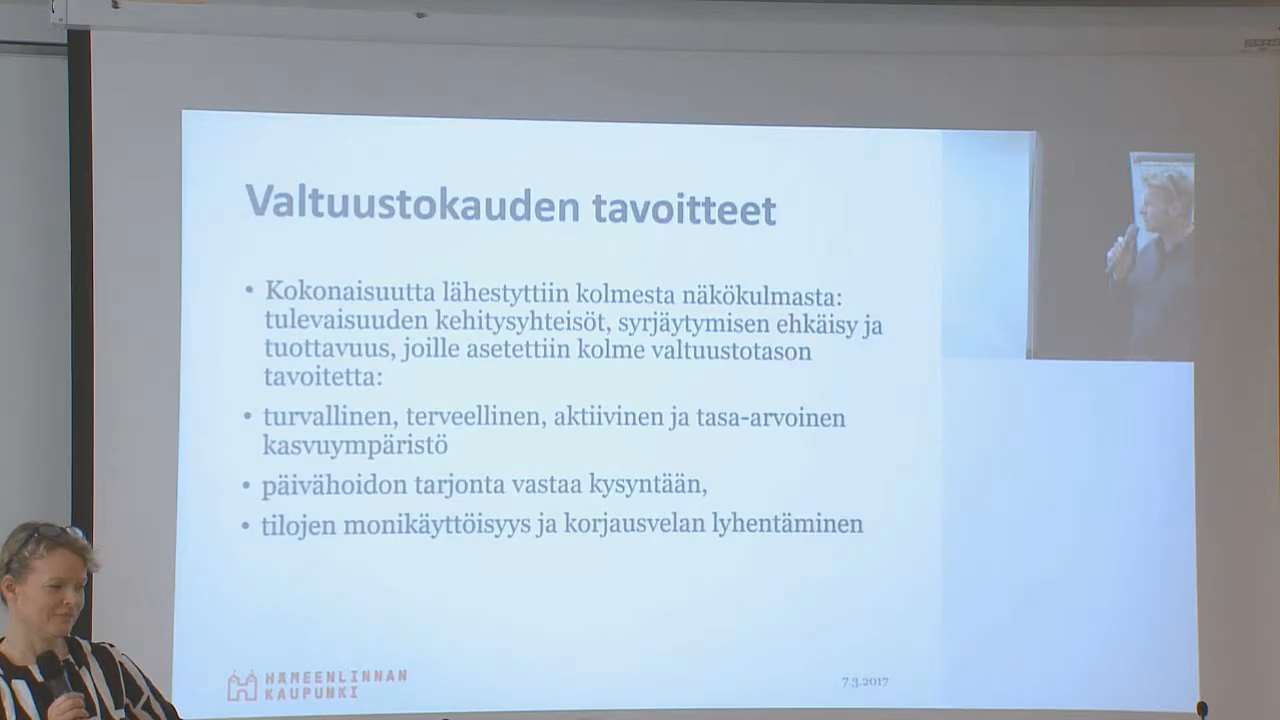 Valtuustokauden tavoitteet
• Kokonaisuutta lähestyttiin kolmesta näkökulmasta:
tulevaisuuden kehitysyhteisöt, syrjäytymisen ehkäisy ja
tuottavuus, joille asetettiin kolme valtuustotason
tavoitetta:
• turvallinen, terveellinen, aktiivinen ja tasa-arvoinen
kasvuympäristö
• päivähoidon tarjonta vastaa kysyntään,
• tilojen monikäyttöisyys ja korjausvelan lyhentäminen
HÄMEENLINNAN
KAUPUNKI
7.3.2017